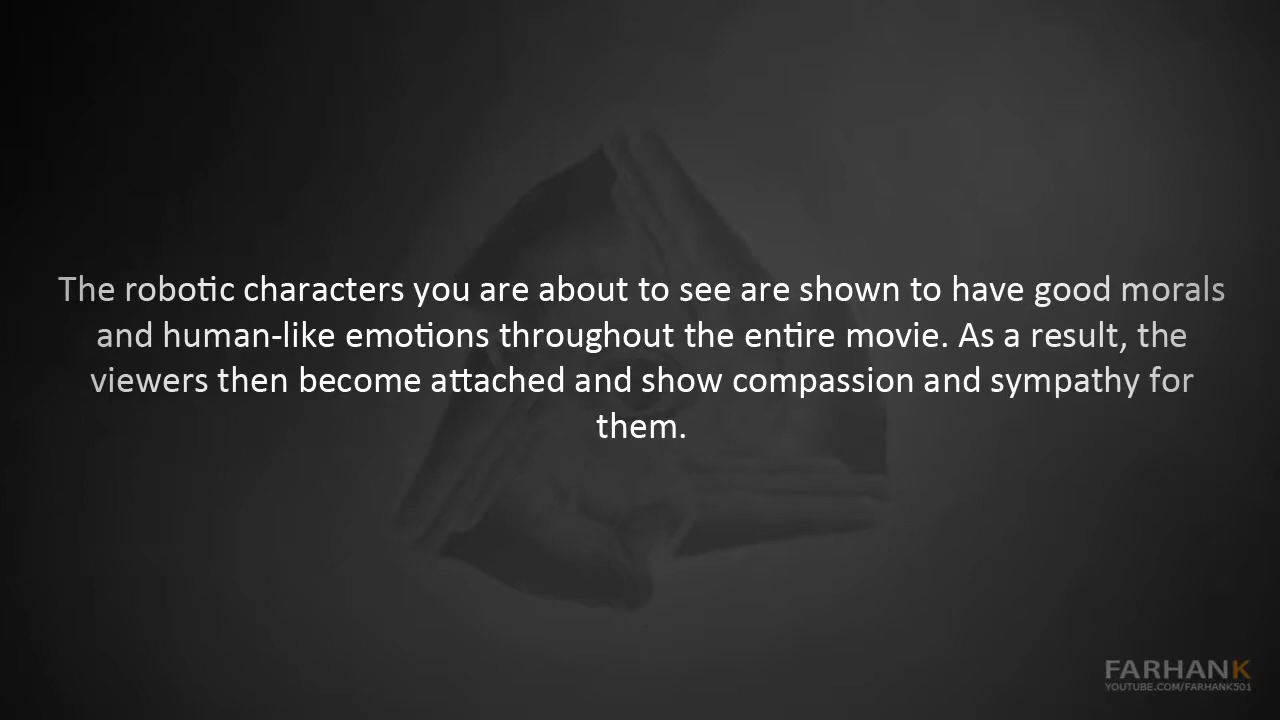 The robotic characters you are about to see are shown to have good morals
and human-like emotions throughout the entire movie. As a result, the
viewers then become attached and show compassion and sympathy for
them.
FARHANK
YOUTUBE.COM/FARHANK501